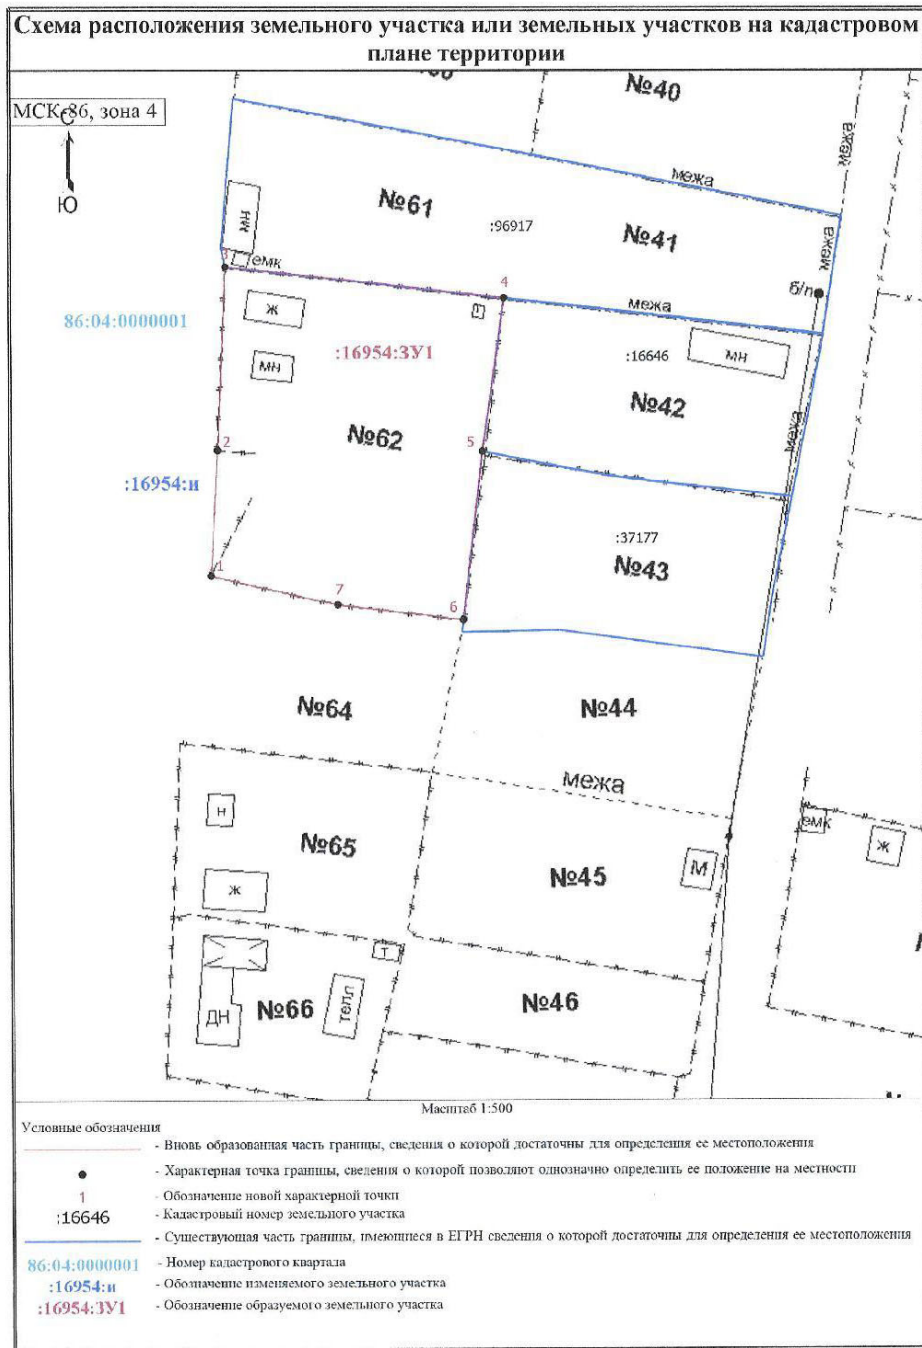 Схема расположения земельного участка или земельных участков на кадастровом
плане территории
МСК-86, зона 4
С
Ю
№40
межа
межа
№61
:96917
№41
межа
мн
3
емк
4
б/п
86:04:0000001
ж
межа
:16954:ЗУ1
:16646
мн
мн
№42
межа
№62
2
5
:16954:и
:37177
№43
1
7
6
№64
№44
межа
н
№65
емк
ж
№45
М
ж
т
№66
тепл
№46
ДН
Масштаб 1:500
Условные обозначения
- Вновь образованная часть границы, сведения о которой достаточны для определения ее местоположения
- Характерная точка границы, сведения о которой позволяют однозначно определить ее положение на местности
1 - Обозначение новой характерной точки
:16646 - Кадастровый номер земельного участка
- Существующая часть границы, имеющиеся в ЕГРН сведения о которой достаточны для определения ее местоположения
86:04:0000001 - Номер кадастрового квартала
:16954:и - Обозначение изменяемого земельного участка
:16954:ЗУ1 - Обозначение образуемого земельного участка